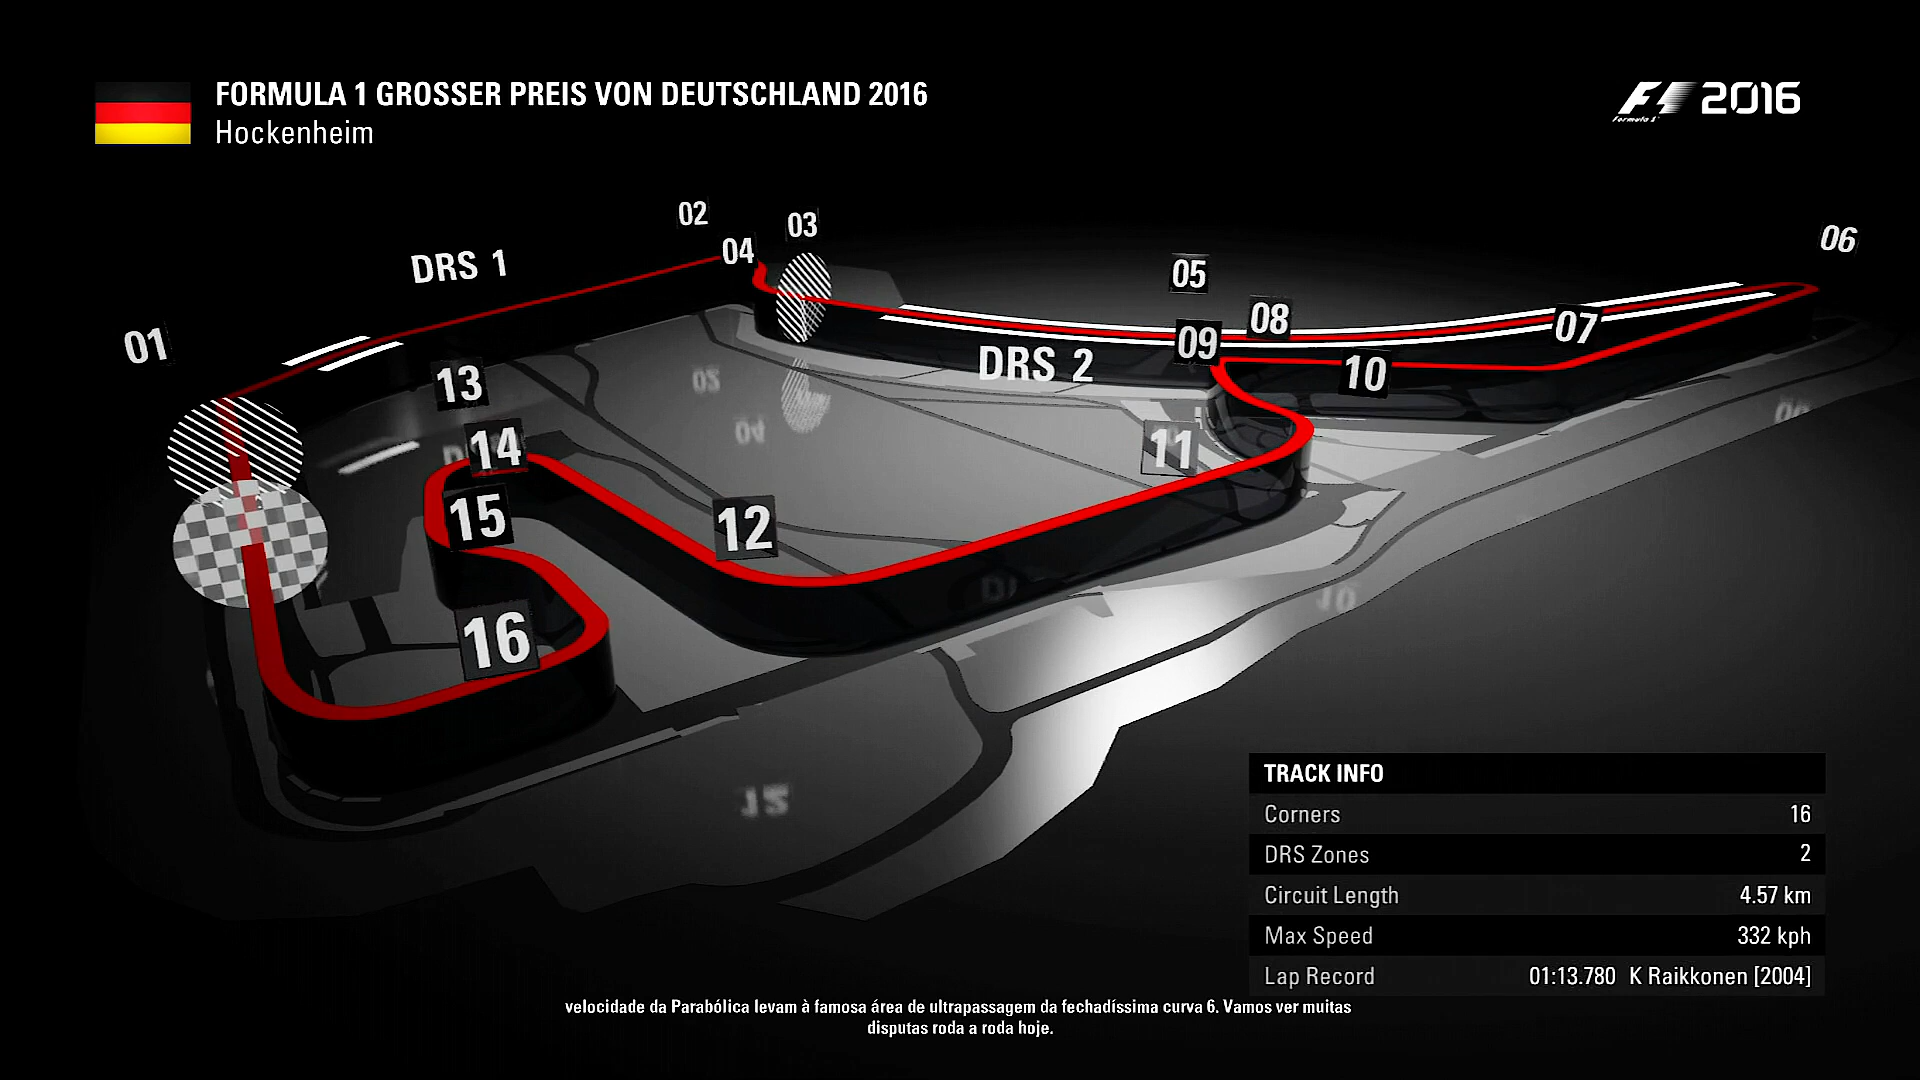 FORMULA 1 GROSSER PREIS VON DEUTSCHLAND 2016
Hockenheim
F1 2016
Formula 1
02
03
04
DRS 1
06
05
01
08
07
09
DRS 2
10
13
14
11
15
12
16
TRACK INFO
Corners 16
DRS Zones 2
Circuit Length 4.57 km
Max Speed 332 kph
Lap Record 01:13.780 K Raikkonen [2004]
velocidade da Parabólica levam à famosa área de ultrapassagem da fechadíssima curva 6. Vamos ver muitas
disputas roda a roda hoje.